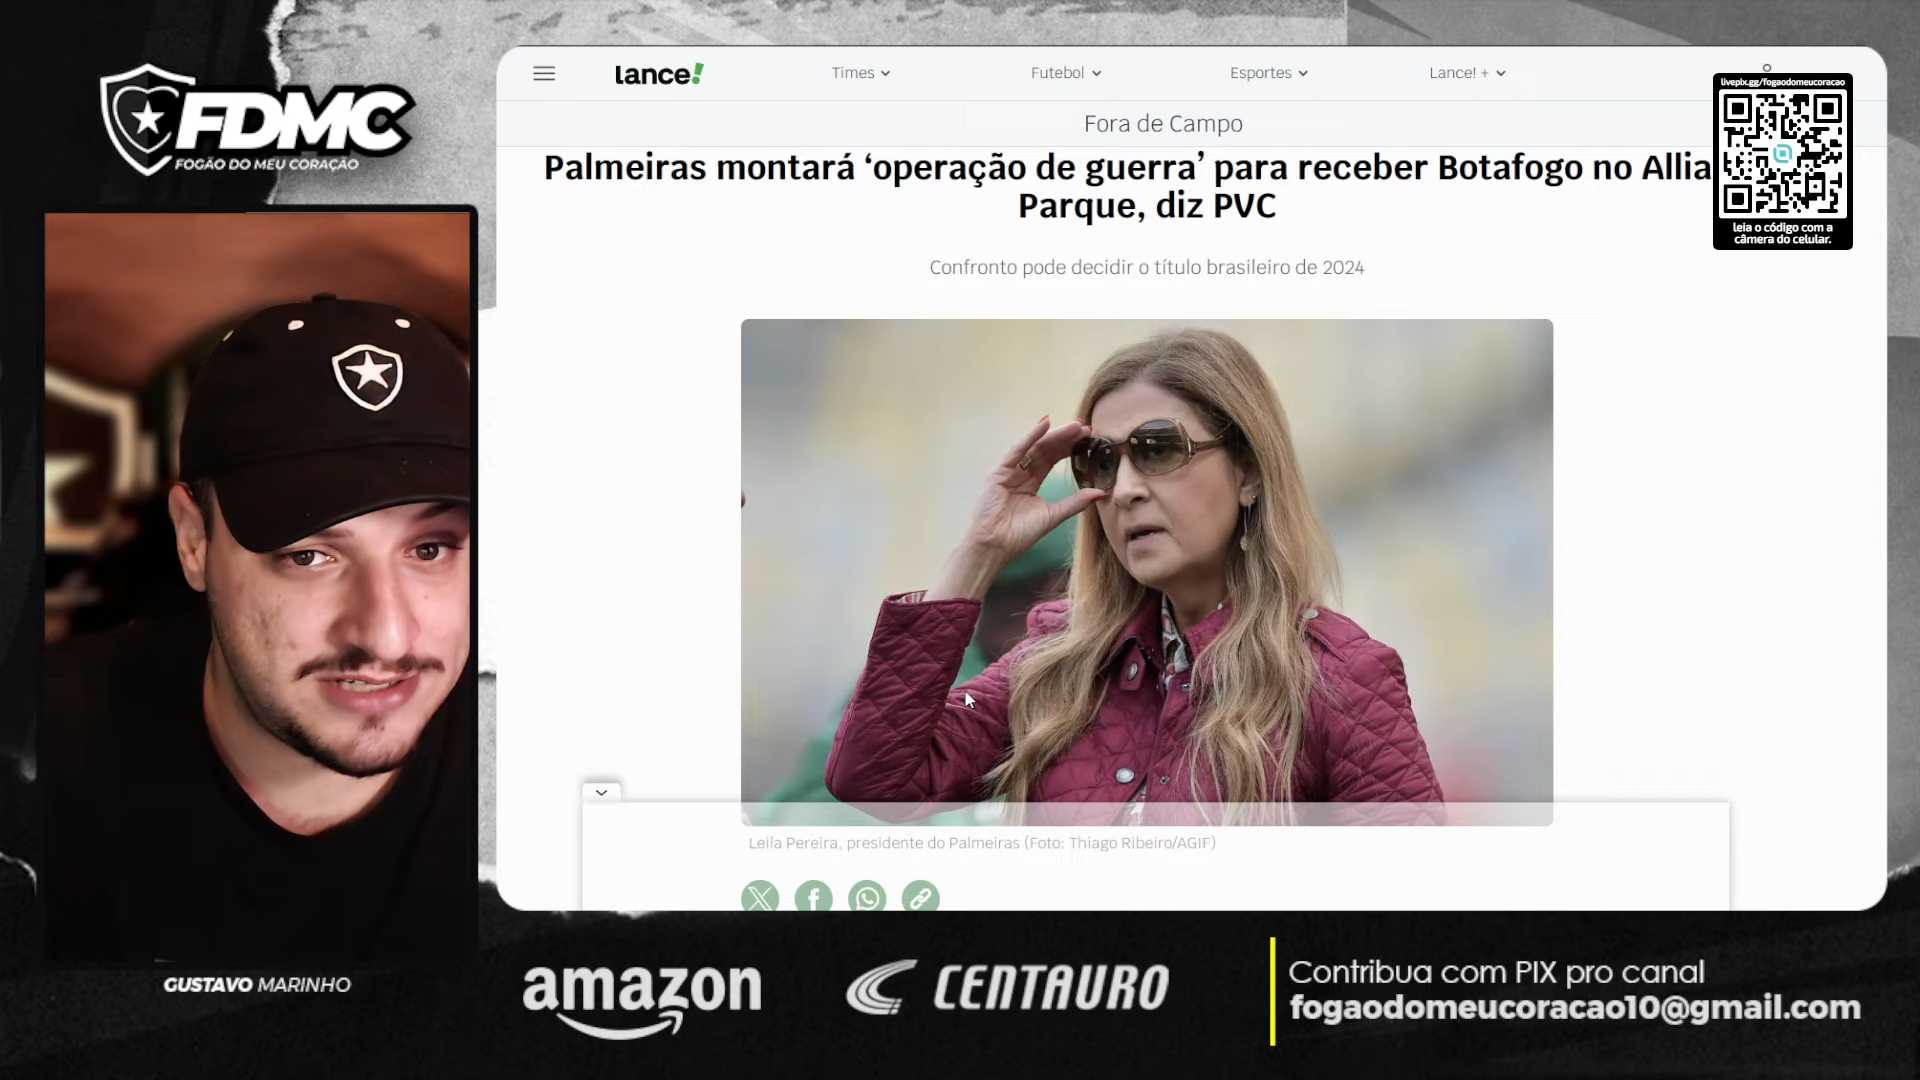 FDMC
FOGÃO DO MEU CORAÇÃO
lance!
Times
Futebol
Esportes
Lance! +
livepix.gg/fogaodomeucoracao
leia o código com a
câmera do celular.
Fora de Campo
Palmeiras montará ‘operação de guerra’ para receber Botafogo no Allia
Parque, diz PVC
Confronto pode decidir o título brasileiro de 2024
Leila Pereira, presidente do Palmeiras (Foto: Thiago Ribeiro/AGIF)
GUSTAVO MARINHO
amazon
CENTAURO
Contribua com PIX pro canal
fogaodomeucoracao10@gmail.com